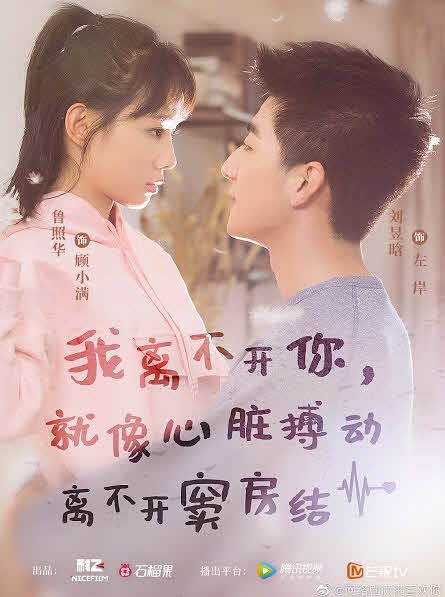 鲁照华
饰
顾小满
刘昱晗
饰
左岸
我离不开你,
就像心脏搏动
离不开窦房结
出品:
NICEFILM
石榴果
播出平台:
腾讯视频
芒果TV